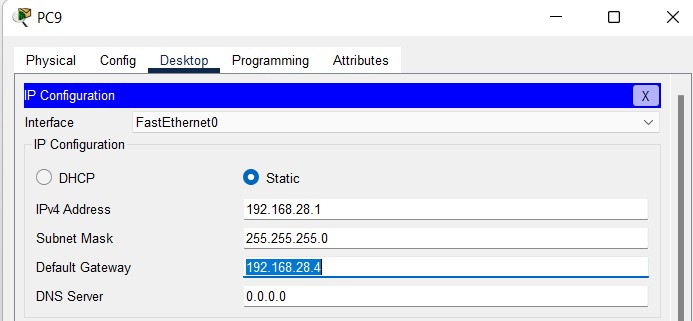 PC9
Physical Config Desktop Programming Attributes
IP Configuration X
Interface FastEthernet0
IP Configuration
DHCP Static
IPv4 Address 192.168.28.1
Subnet Mask 255.255.255.0
Default Gateway 192.168.28.4
DNS Server 0.0.0.0